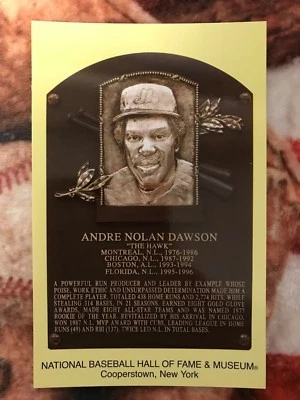 ANDRE NOLAN DAWSON
"THE HAWK"
MONTREAL, N.L., 1976-1986
CHICAGO, N.L., 1987-1992
BOSTON, A.L., 1993-1994
FLORIDA, N.L., 1995-1996
A POWERFUL RUN PRODUCER AND LEADER BY EXAMPLE WHOSE
POISE, WORK ETHIC AND UNSURPASSED DETERMINATION MADE HIM A
COMPLETE PLAYER. TOTALED 438 HOME RUNS AND 2,774 HITS, WHILE
STEALING 314 BASES, IN 21 SEASONS. EARNED EIGHT GOLD GLOVE
AWARDS, MADE EIGHT ALL-STAR TEAMS AND WAS NAMED 1977
ROOKIE OF THE YEAR. REVITALIZED BY HIS ARRIVAL IN CHICAGO,
WON 1987 N.L. MVP AWARD WITH CUBS, LEADING LEAGUE IN HOME
RUNS (49) AND RBI (137). TWICE LED N.L. IN TOTAL BASES.
NATIONAL BASEBALL HALL OF FAME & MUSEUM®
Cooperstown, New York